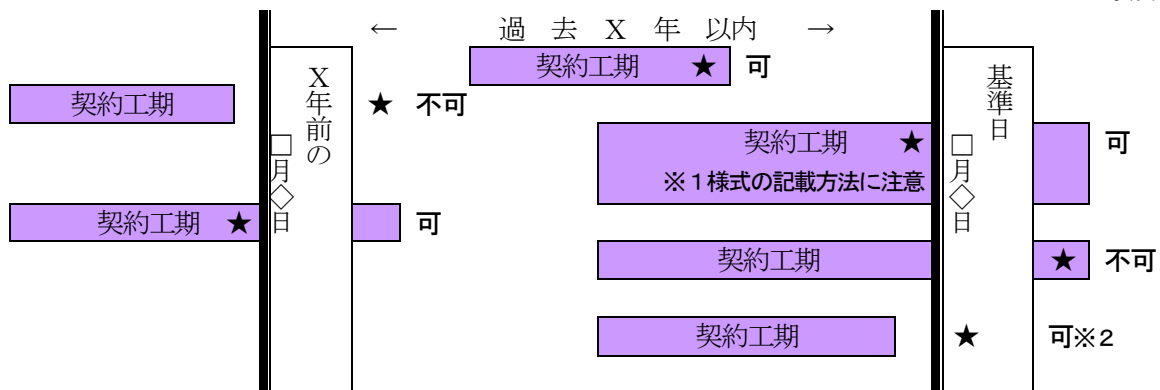 ← 過去X年以内 →
契約工期 ★ 可
X年前の
□月◇日
基準日
□月◇日
契約工期 ★ 不可
契約工期 ★ 可
※1様式の記載方法に注意
契約工期 ★ 可
契約工期 ★ 不可
契約工期 ★ 可※2